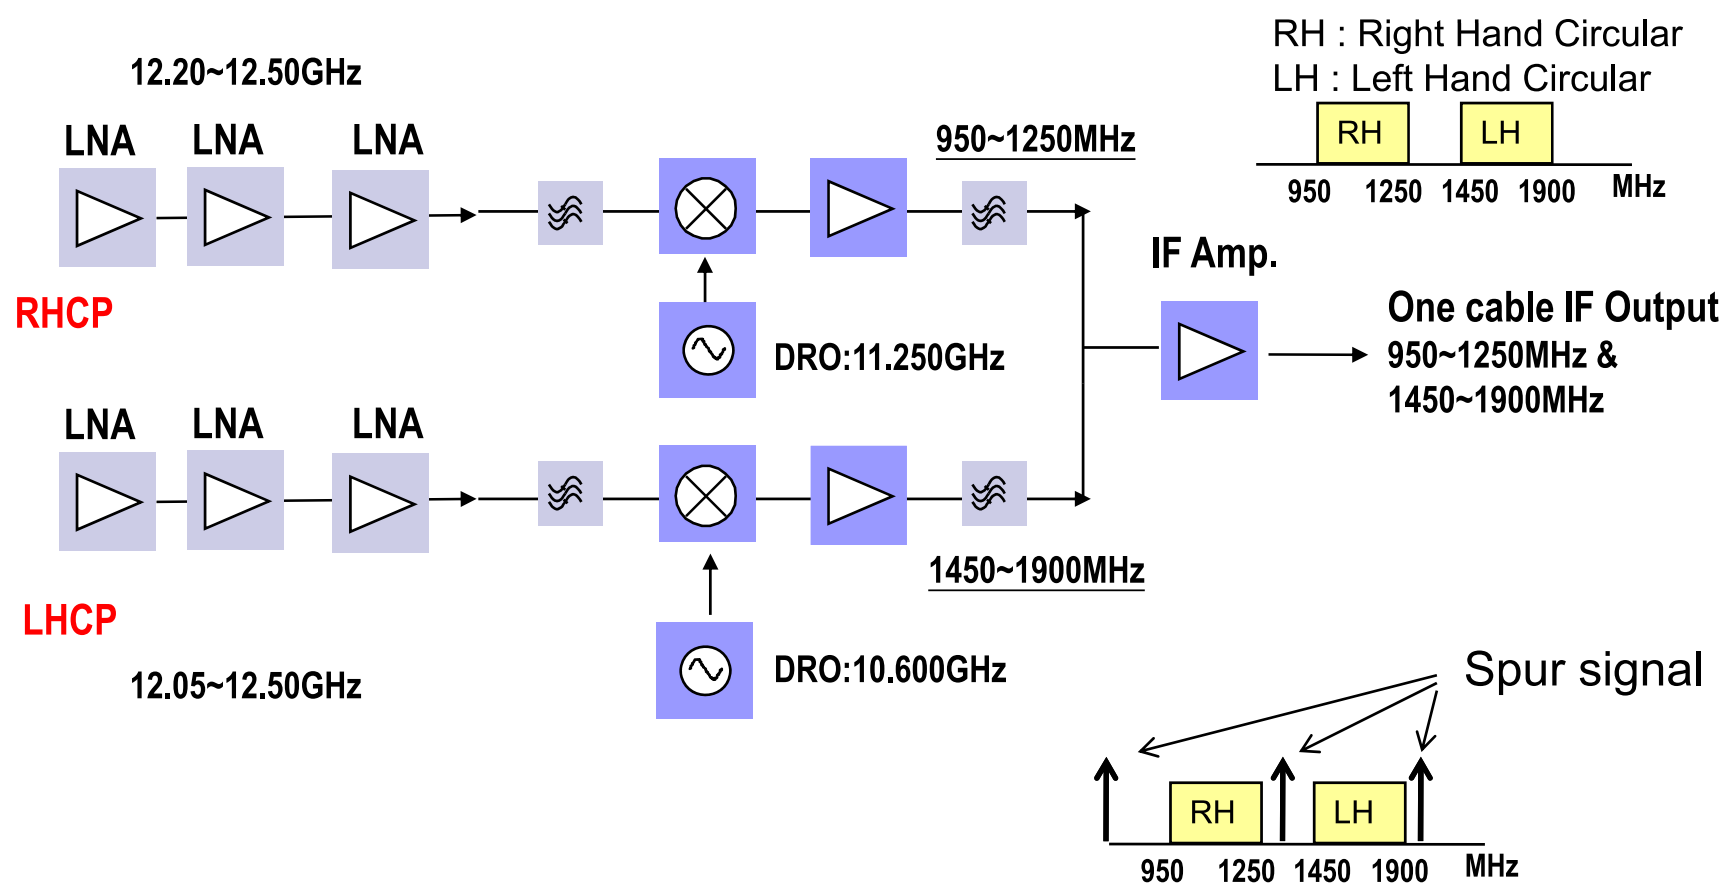 RH : Right Hand Circular
LH : Left Hand Circular
12.20~12.50GHz
LNA LNA LNA
950~1250MHz
RH LH
950 1250 1450 1900 MHz
IF Amp.
RHCP
One cable IF Output
DRO:11.250GHz
950~1250MHz &
1450~1900MHz
LNA LNA LNA
1450~1900MHz
LHCP
12.05~12.50GHz
DRO:10.600GHz
Spur signal
RH LH
950 1250 1450 1900 MHz